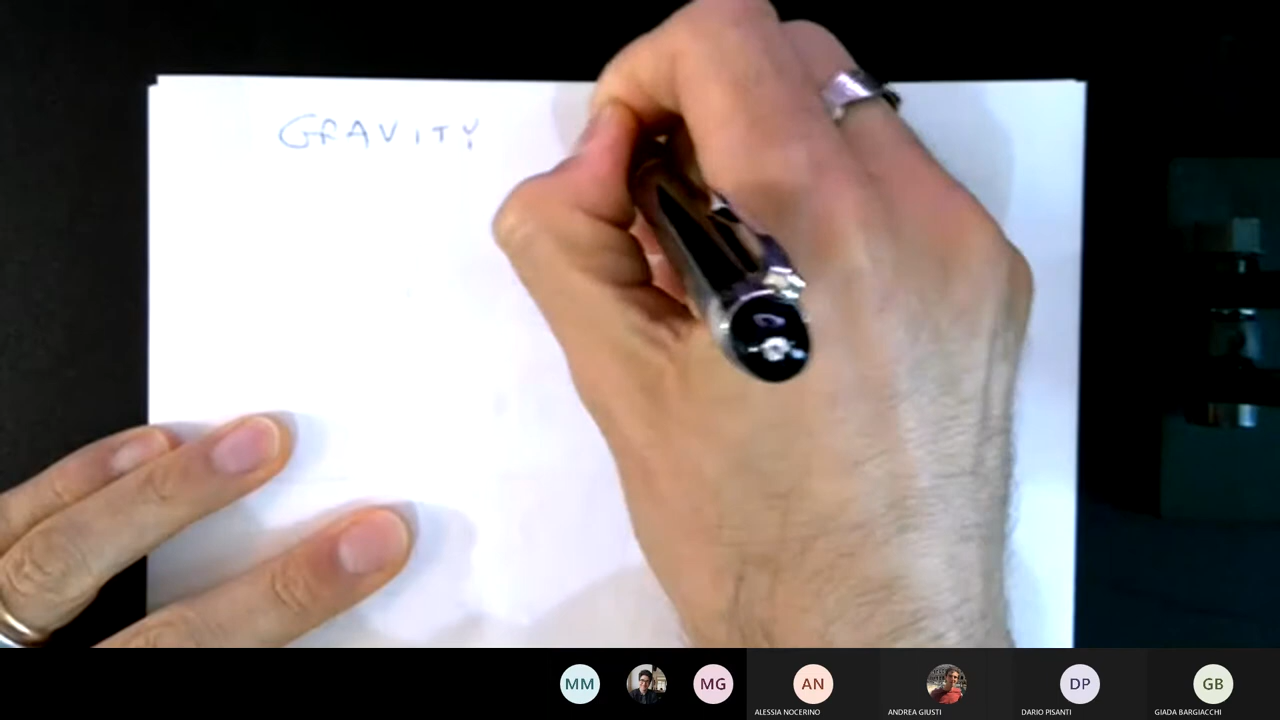 GRAVITY
MM
MG
AN
DP
GB
ALESSIA NOCERINO
ANDREA GIUSTI
DARIO PISANTI
GIADA BARGIACCHI